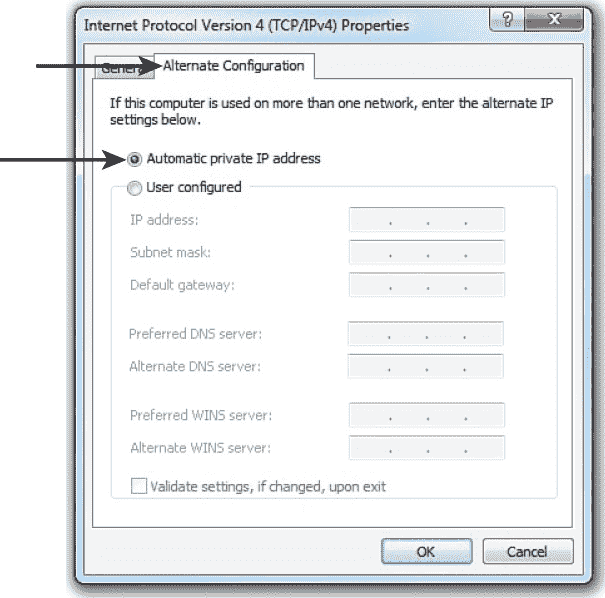 Internet Protocol Version 4 (TCP/IPv4) Properties
General
Alternate Configuration
If this computer is used on more than one network, enter the alternate IP
settings below.
Automatic private IP address
User configured
IP address:
Subnet mask:
Default gateway:
Preferred DNS server:
Alternate DNS server:
Preferred WINS server:
Alternate WINS server:
Validate settings, if changed, upon exit
OK
Cancel